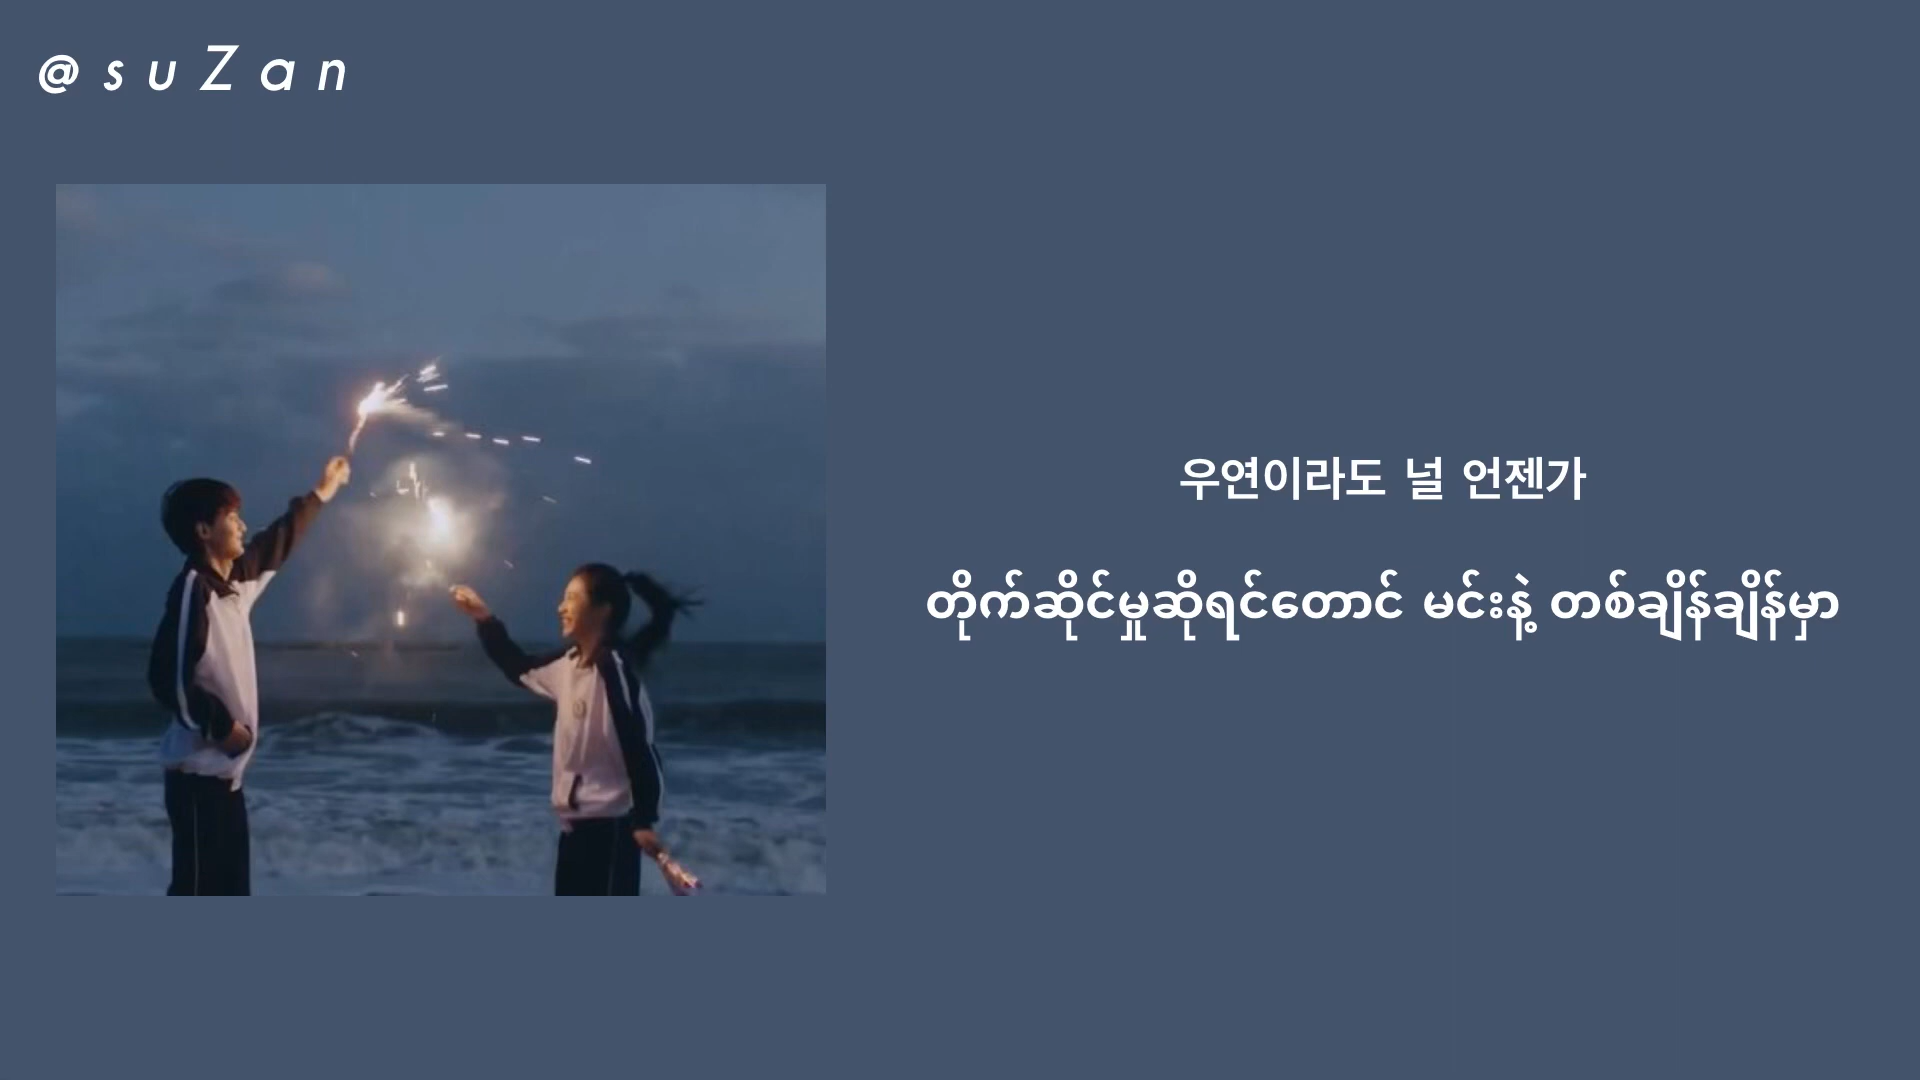 @suZan
우연이라도 널 언젠가
တိုက်ဆိုင်မှုဆိုရင်တောင် မင်းနဲ့ တစ်ချိန်ချိန်မှာ